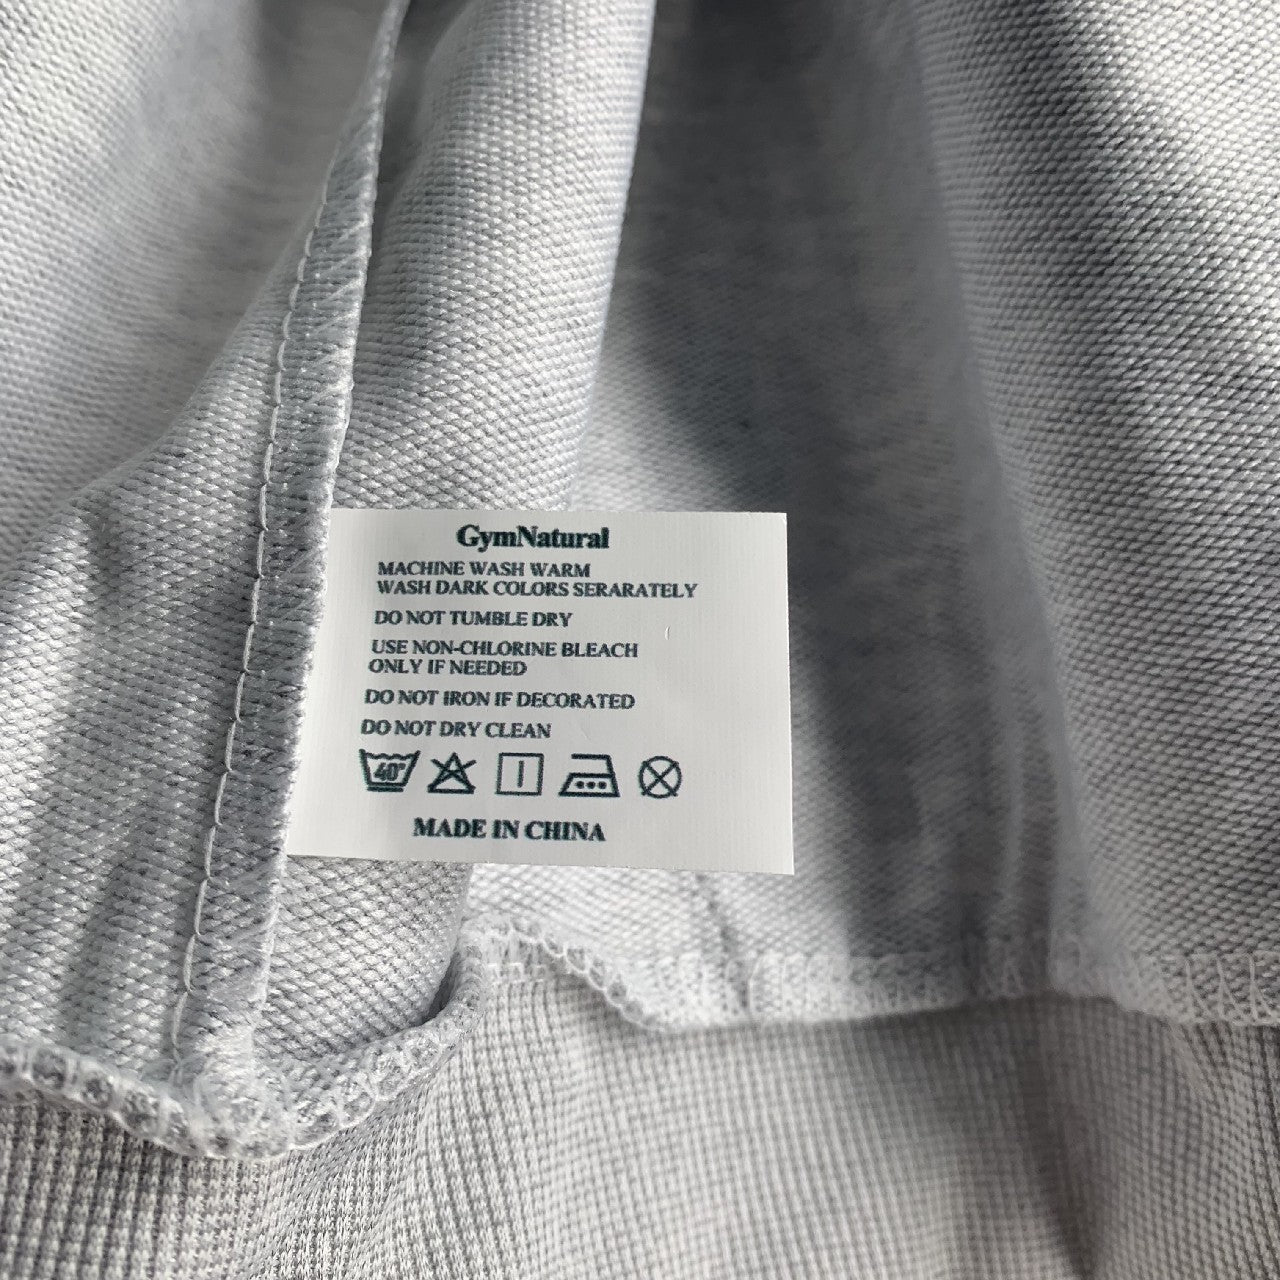 GymNatural
MACHINE WASH WARM
WASH DARK COLORS SERARATELY
DO NOT TUMBLE DRY
USE NON-CHLORINE BLEACH
ONLY IF NEEDED
DO NOT IRON IF DECORATED
DO NOT DRY CLEAN
40°
MADE IN CHINA